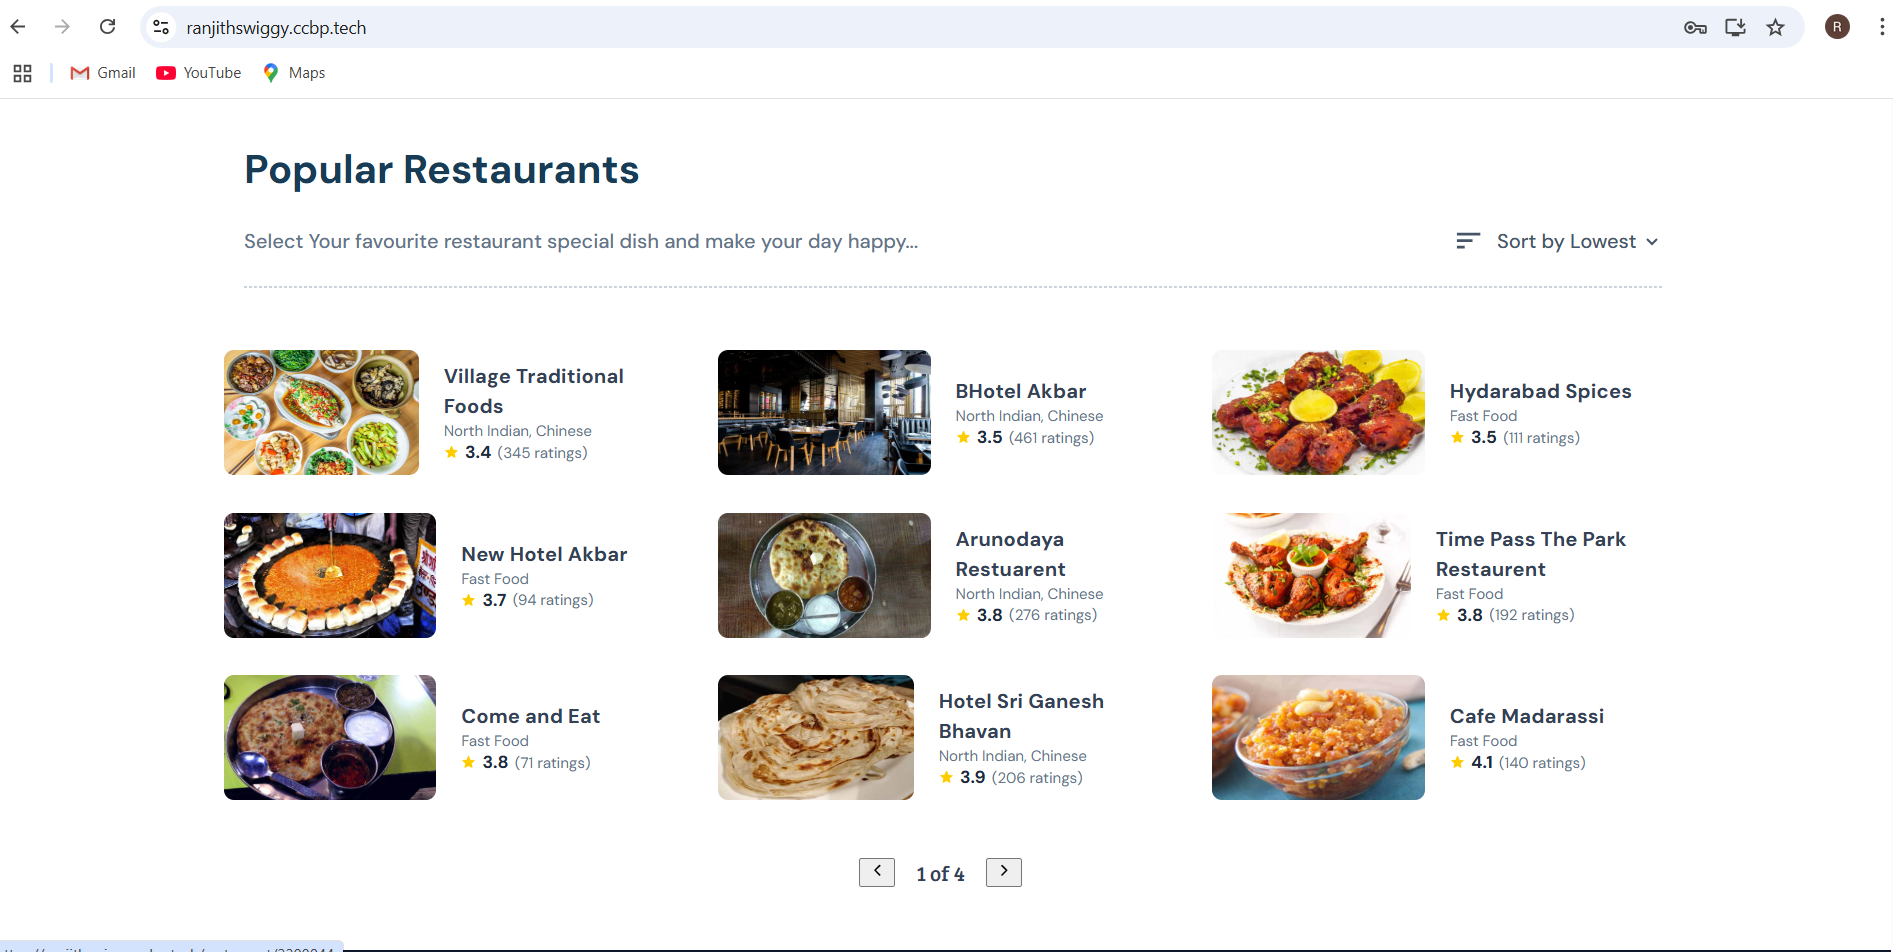 ranjithswiggy.ccbp.tech
R
Gmail YouTube Maps
Popular Restaurants
Select Your favourite restaurant special dish and make your day happy...
Sort by Lowest
Village Traditional
Foods
North Indian, Chinese
3.4 (345 ratings)
BHotel Akbar
North Indian, Chinese
3.5 (461 ratings)
Hydarabad Spices
Fast Food
3.5 (111 ratings)
New Hotel Akbar
Fast Food
3.7 (94 ratings)
Arunodaya
Restuarent
North Indian, Chinese
3.8 (276 ratings)
Time Pass The Park
Restaurent
Fast Food
3.8 (192 ratings)
Come and Eat
Fast Food
3.8 (71 ratings)
Hotel Sri Ganesh
Bhavan
North Indian, Chinese
3.9 (206 ratings)
Cafe Madarassi
Fast Food
4.1 (140 ratings)
1 of 4